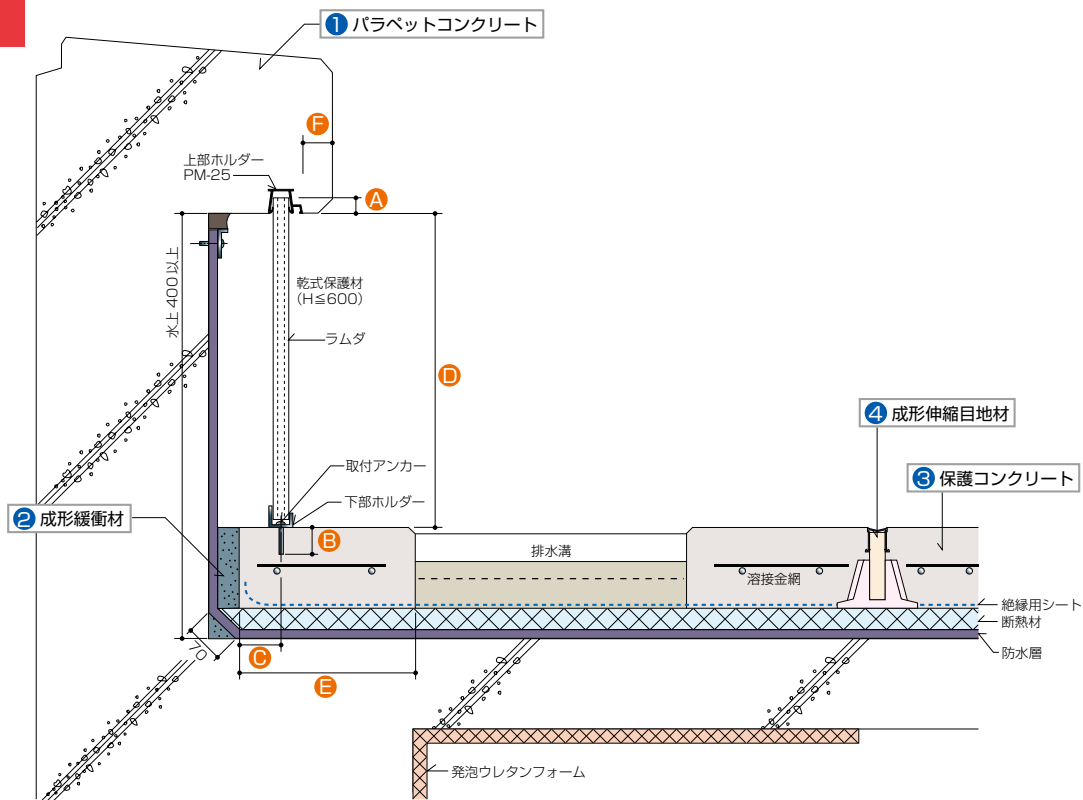 1 パラペットコンクリート
F
上部ホルダー
PM-25
A
水上400以上
乾式保護材
(H≦600)
ラムダ
D
4 成形伸縮目地材
取付アンカー
3 保護コンクリート
下部ホルダー
2 成形緩衝材
B
排水溝
溶接金網
絶縁用シート
断熱材
70
C
防水層
E
発泡ウレタンフォーム